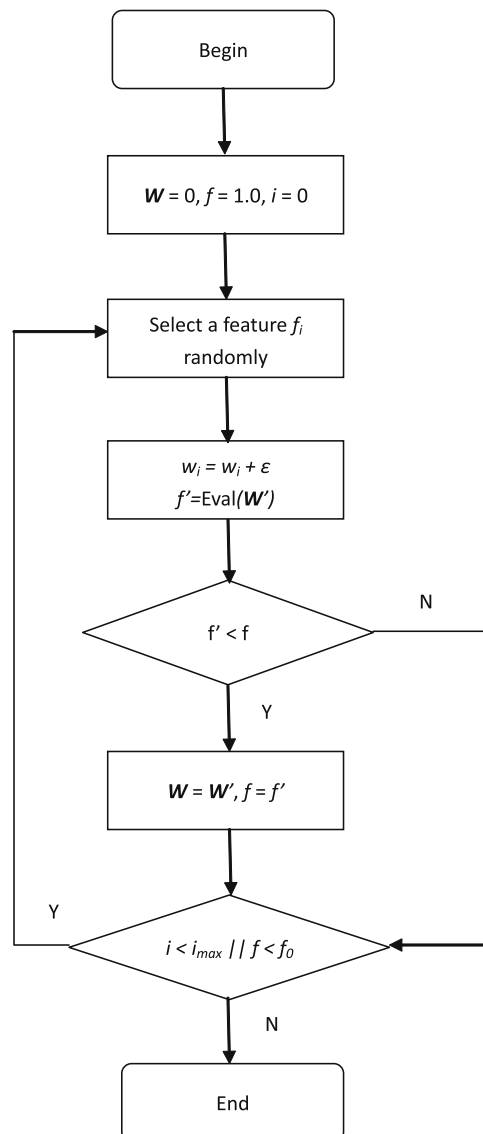 Begin
W = 0, f = 1.0, i = 0
Select a feature fi
randomly
wi = wi + ε
f’=Eval(W’)
f’ < f
N
Y
W = W’, f = f’
Y
i < imax || f < f0
N
End